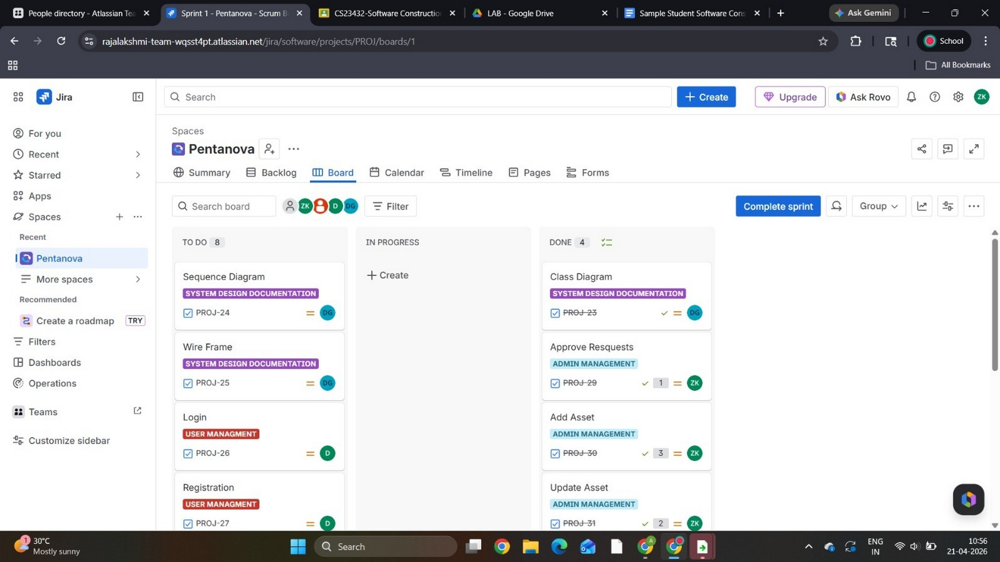 People directory - Atlassian Tea
Sprint 1 - Pentanova - Scrum B
CS23432-Software Constructio
LAB - Google Drive
Sample Student Software Cons
Ask Gemini
rajalakshmi-team-wqsst4pt.atlassian.net/jira/software/projects/PROJ/boards/1
School
All Bookmarks
Jira
Search
+ Create
Upgrade
Ask Rovo
ZK
For you
Recent
Starred
Apps
Spaces
Recent
Pentanova
More spaces
Recommended
Create a roadmap TRY
Filters
Dashboards
Operations
Teams
Customize sidebar
Spaces
Pentanova
Summary
Backlog
Board
Calendar
Timeline
Pages
Forms
Search board
ZK D DG
Filter
Complete sprint
Group
TO DO 8
Sequence Diagram
SYSTEM DESIGN DOCUMENTATION
PROJ-24 DG
Wire Frame
SYSTEM DESIGN DOCUMENTATION
PROJ-25 DG
Login
USER MANAGMENT
PROJ-26 D
Registration
USER MANAGMENT
PROJ-27 D
IN PROGRESS
+ Create
DONE 4
Class Diagram
SYSTEM DESIGN DOCUMENTATION
PROJ-23 DG
Approve Resquests
ADMIN MANAGEMENT
PROJ-29 1 ZK
Add Asset
ADMIN MANAGEMENT
PROJ-30 3 ZK
Update Asset
ADMIN MANAGEMENT
PROJ-31 2 ZK
1
30°C
Mostly sunny
Search
A
ENG
IN
10:56
21-04-2026